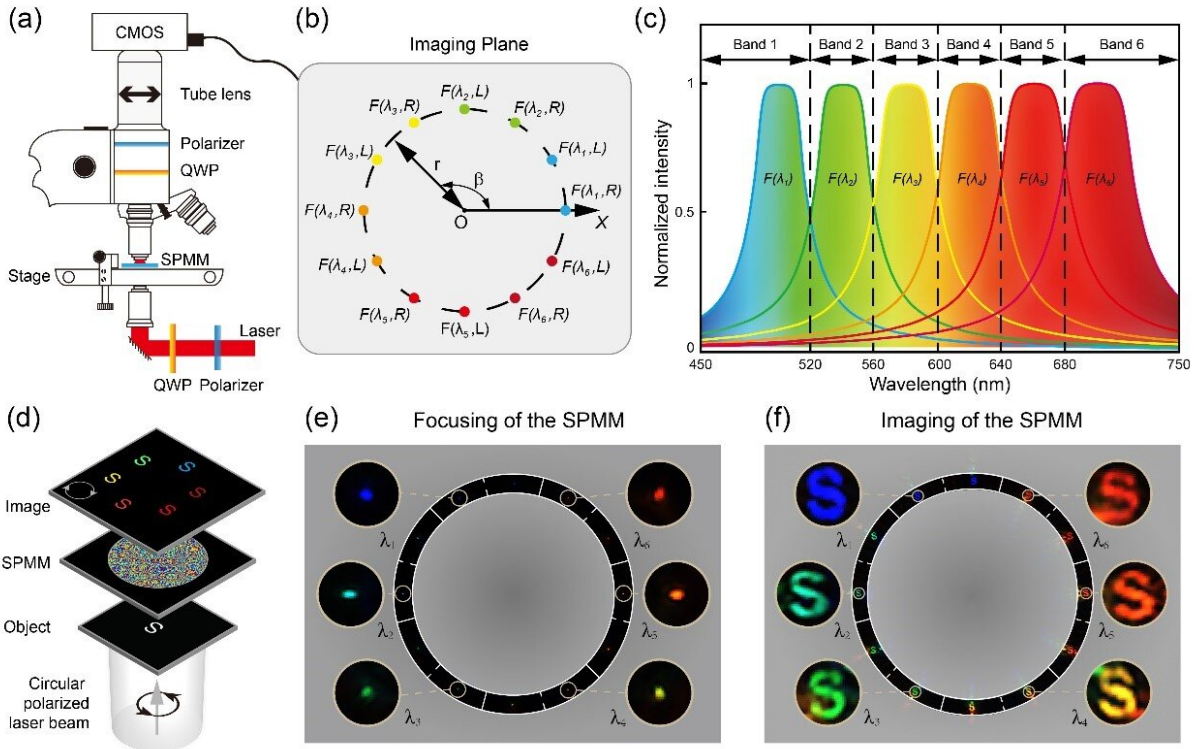 (a)
CMOS
Tube lens
Polarizer
QWP
SPMM
Stage
Laser
QWP Polarizer
(b)
Imaging Plane
F(λ2,L)
F(λ3,R)
F(λ2,R)
F(λ3,L)
F(λ1,L)
r
β
F(λ1,R)
F(λ4,R)
O
X
F(λ4,L)
F(λ6,L)
F(λ5,R)
F(λ5,L)
F(λ6,R)
(c)
Band 1 Band 2 Band 3 Band 4 Band 5 Band 6
Normalized intensity
1
0.5
0
F(λ1) F(λ2) F(λ3) F(λ4) F(λ5) F(λ6)
450 520 560 600 640 680 750
Wavelength (nm)
(d)
S S S S S S
Image
SPMM
Object
S
Circular
polarized
laser beam
(e)
Focusing of the SPMM
λ1 λ6
λ2 λ5
λ3 λ4
(f)
Imaging of the SPMM
S S S
λ1 λ6
S S
S S S S
λ2 λ5
S S
S S S S
λ3 S λ4